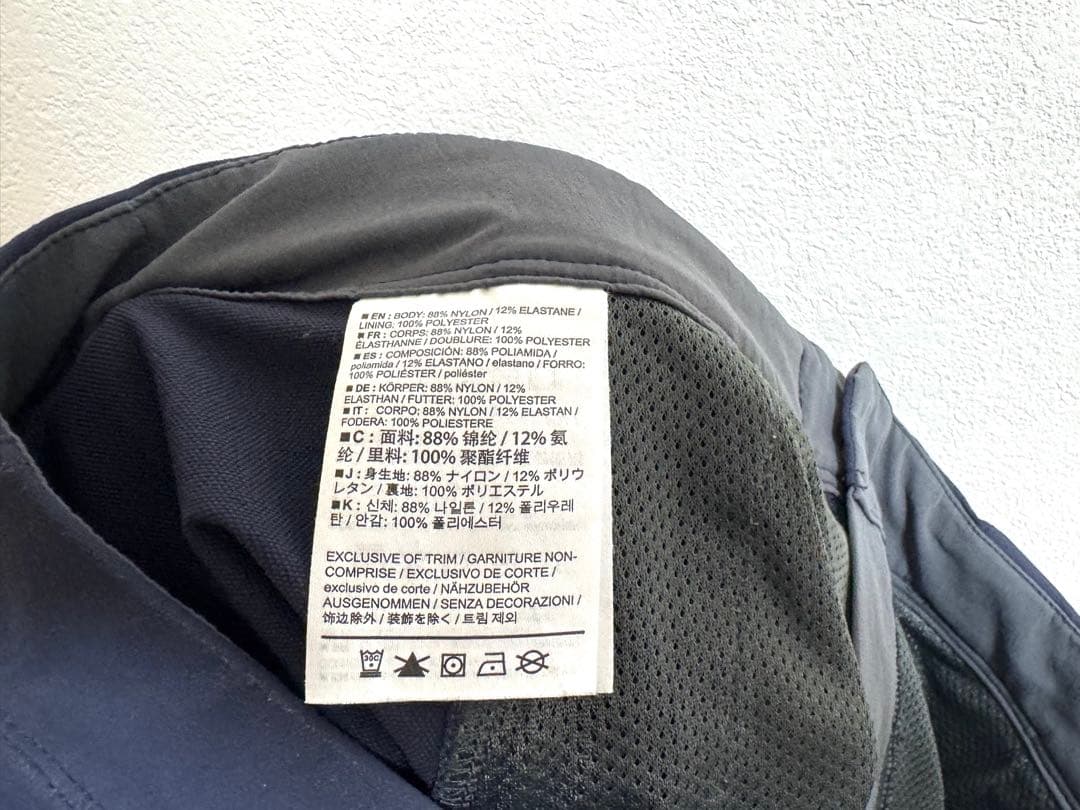 ■ EN : BODY: 88% NYLON / 12% ELASTANE /
LINING: 100% POLYESTER
■ FR : CORPS: 88% NYLON / 12%
ÉLASTHANNE / DOUBLURE: 100% POLYESTER
■ ES : COMPOSICIÓN: 88% POLIAMIDA /
poliamida / 12% ELASTANO / elastano / FORRO:
100% POLIÉSTER / poliéster
■ DE : KÖRPER: 88% NYLON / 12%
ELASTHAN / FUTTER: 100% POLYESTER
■ IT : CORPO: 88% NYLON / 12% ELASTAN /
FODERA: 100% POLIESTERE
■C : 面料: 88% 锦纶 / 12% 氨
纶 / 里料: 100% 聚酯纤维
■J : 身生地: 88% ナイロン / 12% ポリウ
レタン / 裏地: 100% ポリエステル
■K : 신체: 88% 나일론 / 12% 폴리우레
탄 / 안감: 100% 폴리에스터
EXCLUSIVE OF TRIM / GARNITURE NON-
COMPRISE / EXCLUSIVO DE CORTE /
exclusivo de corte / NÄHZUBEHÖR
AUSGENOMMEN / SENZA DECORAZIONI /
饰边除外 / 装飾を除く / 트림 제외
30C